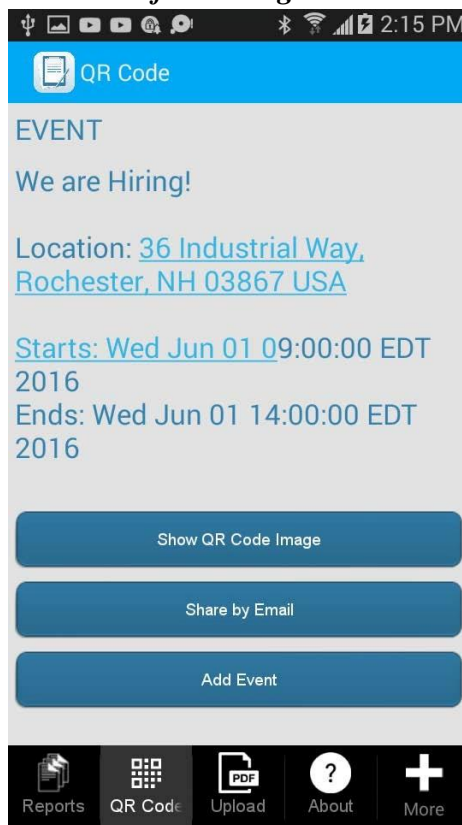 2:15 PM
QR Code
EVENT
We are Hiring!
Location: 36 Industrial Way,
Rochester, NH 03867 USA
Starts: Wed Jun 01 09:00:00 EDT
2016
Ends: Wed Jun 01 14:00:00 EDT
2016
Show QR Code Image
Share by Email
Add Event
PDF
?
Reports QR Code Upload About More